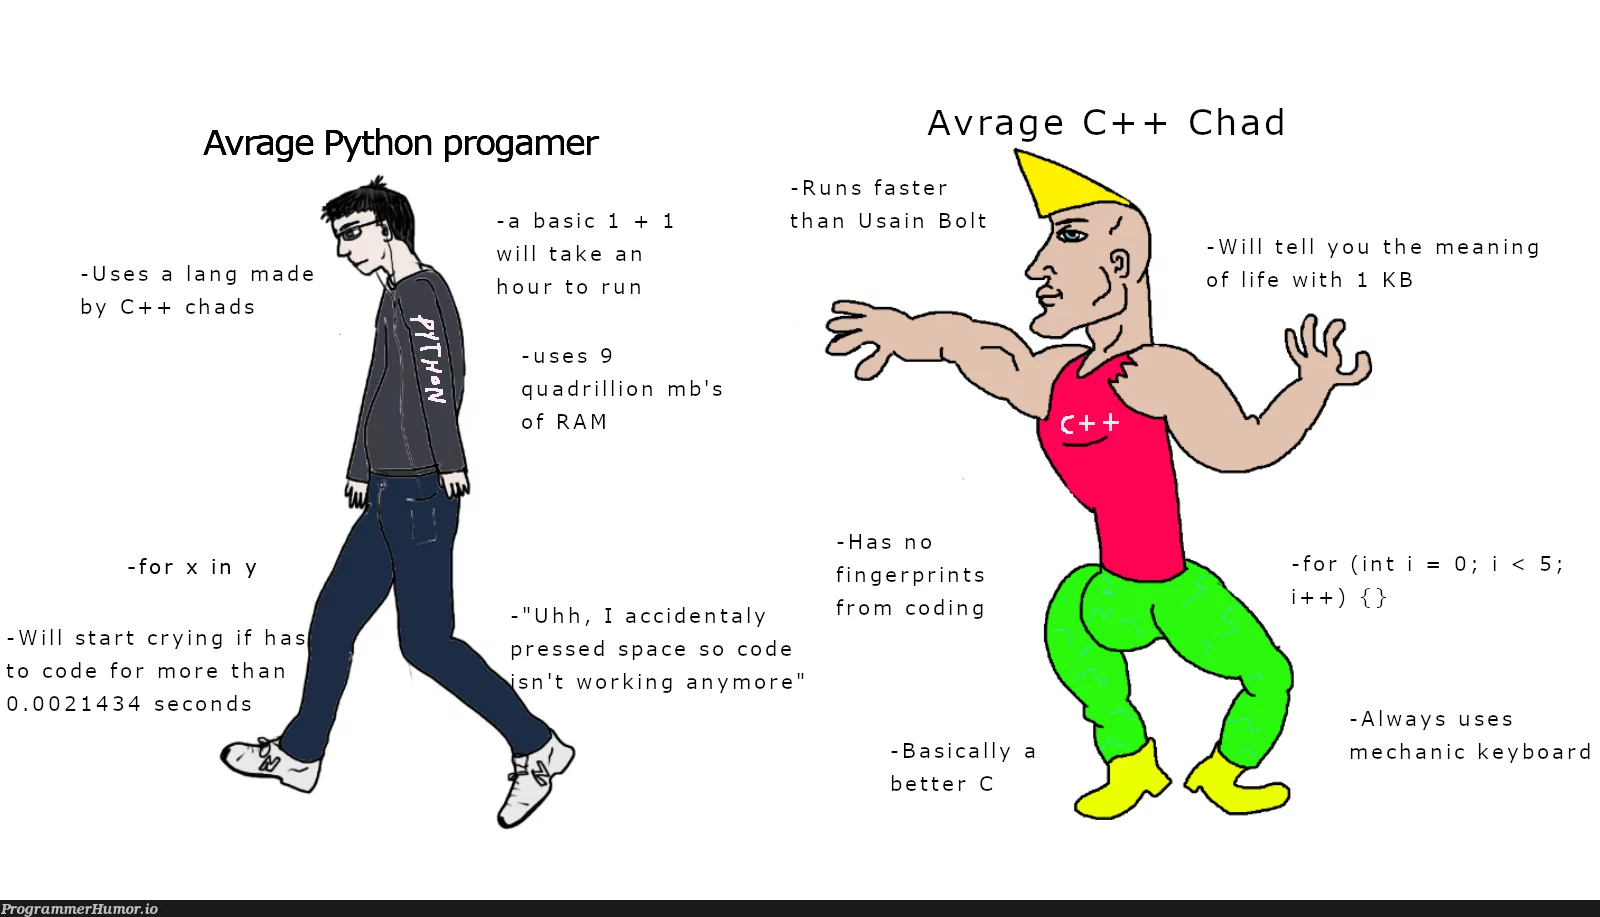 Avrage Python progamer
-Uses a lang made
by C++ chads
-a basic 1 + 1
will take an
hour to run
-uses 9
quadrillion mb's
of RAM
PYTHON
-for x in y
-Will start crying if has
to code for more than
0.0021434 seconds
-"Uhh, I accidentaly
pressed space so code
isn't working anymore"
Avrage C++ Chad
-Runs faster
than Usain Bolt
-Will tell you the meaning
of life with 1 KB
C++
-Has no
fingerprints
from coding
-for (int i = 0; i < 5;
i++) {}
-Basically a
better C
-Always uses
mechanic keyboard
N
N
ProgrammerHumor.io